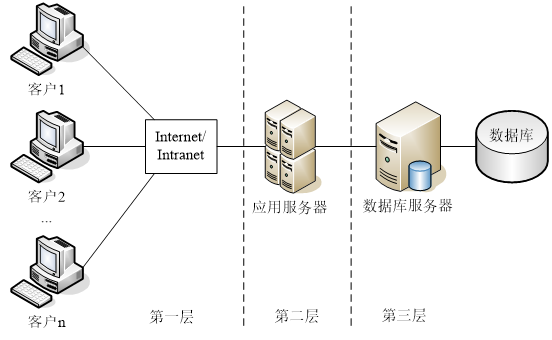 客户1
Internet/
Intranet
数据库
客户2
应用服务器
数据库服务器
...
客户n
第一层
第二层
第三层